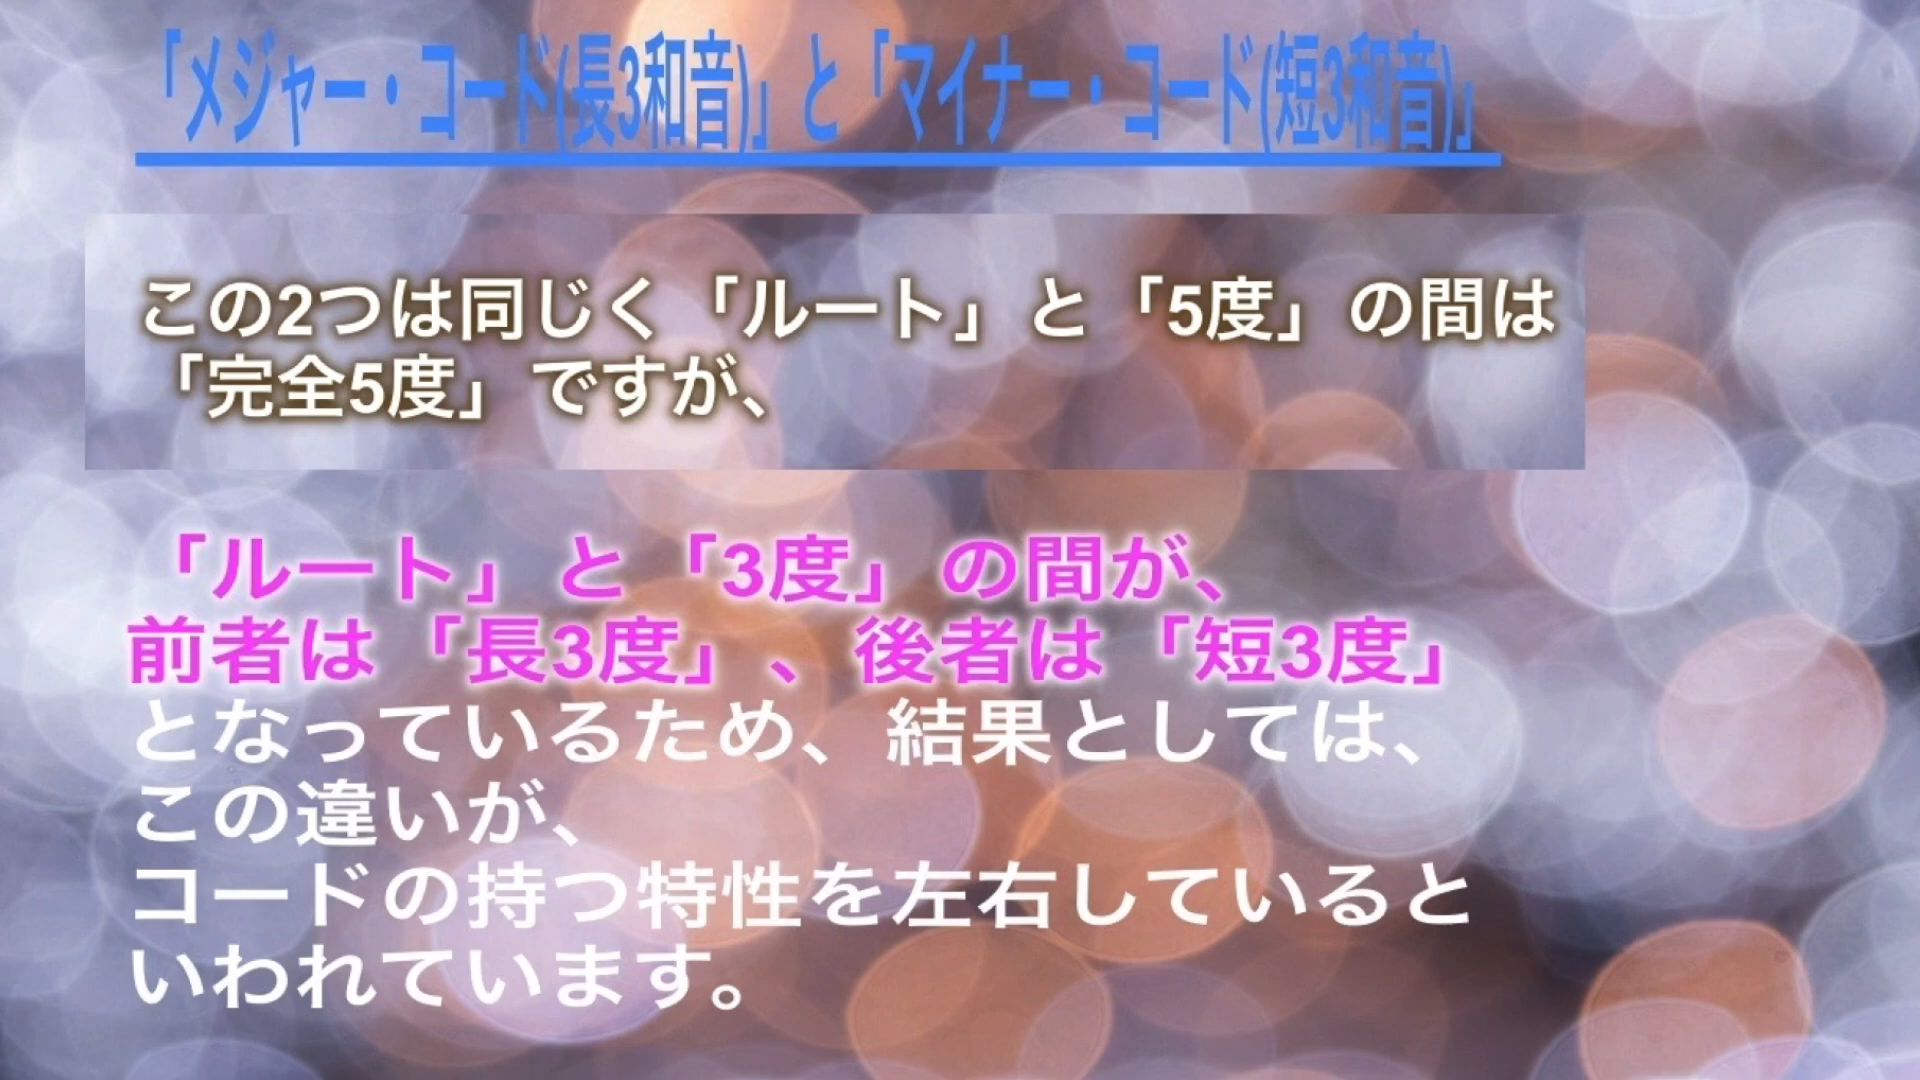 「メジャー・コード(長3和音)」と「マイナー・コード(短3和音)」
この2つは同じく「ルート」と「5度」の間は
「完全5度」ですが、
「ルート」と「3度」の間が、
前者は「長3度」、後者は「短3度」
となっているため、結果としては、
この違いが、
コードの持つ特性を左右していると
いわれています。